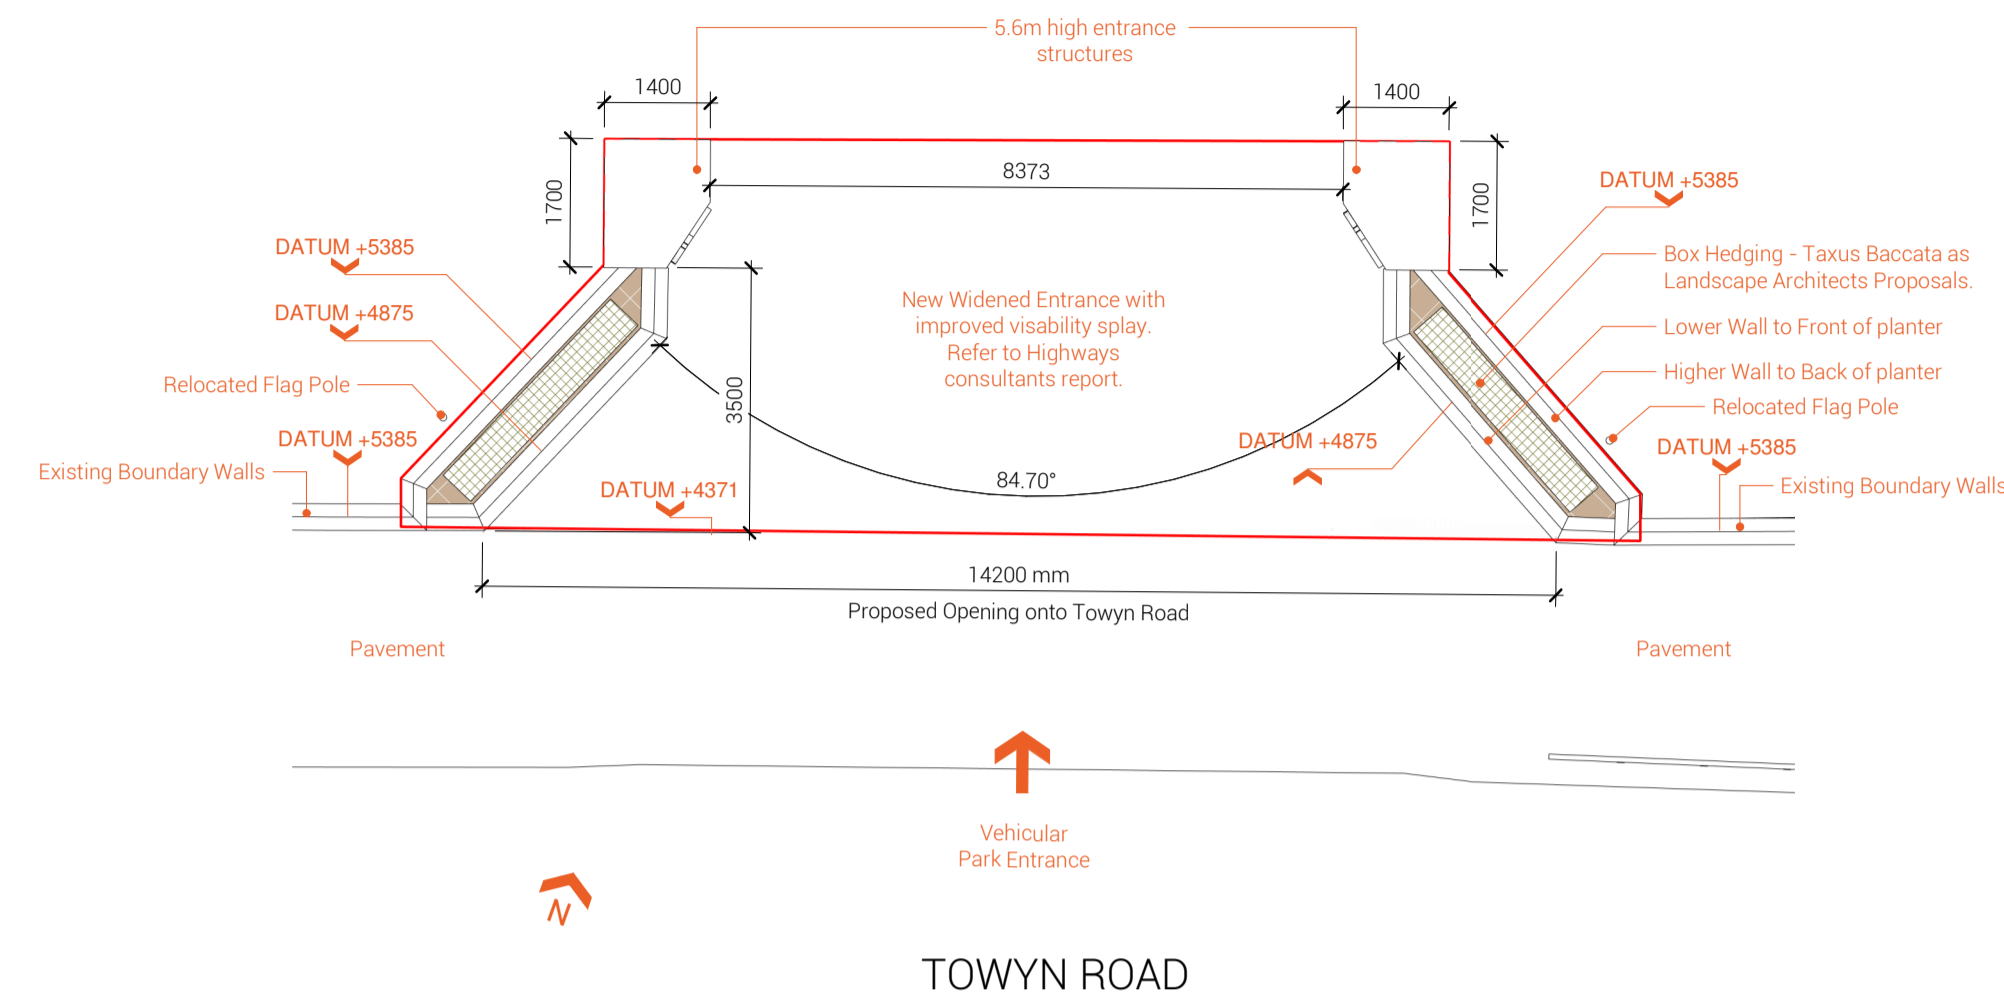 5.6m high entrance
structures
1400
1400
1700
8373
1700
DATUM +5385
DATUM +5385
Box Hedging - Taxus Baccata as
Landscape Architects Proposals.
DATUM +4875
New Widened Entrance with
improved visability splay.
Refer to Highways
consultants report.
Lower Wall to Front of planter
Higher Wall to Back of planter
Relocated Flag Pole
3500
Relocated Flag Pole
DATUM +5385
DATUM +4875
DATUM +5385
Existing Boundary Walls
84.70°
DATUM +4371
Existing Boundary Walls
14200 mm
Proposed Opening onto Towyn Road
Pavement
Pavement
Vehicular
Park Entrance
N
TOWYN ROAD